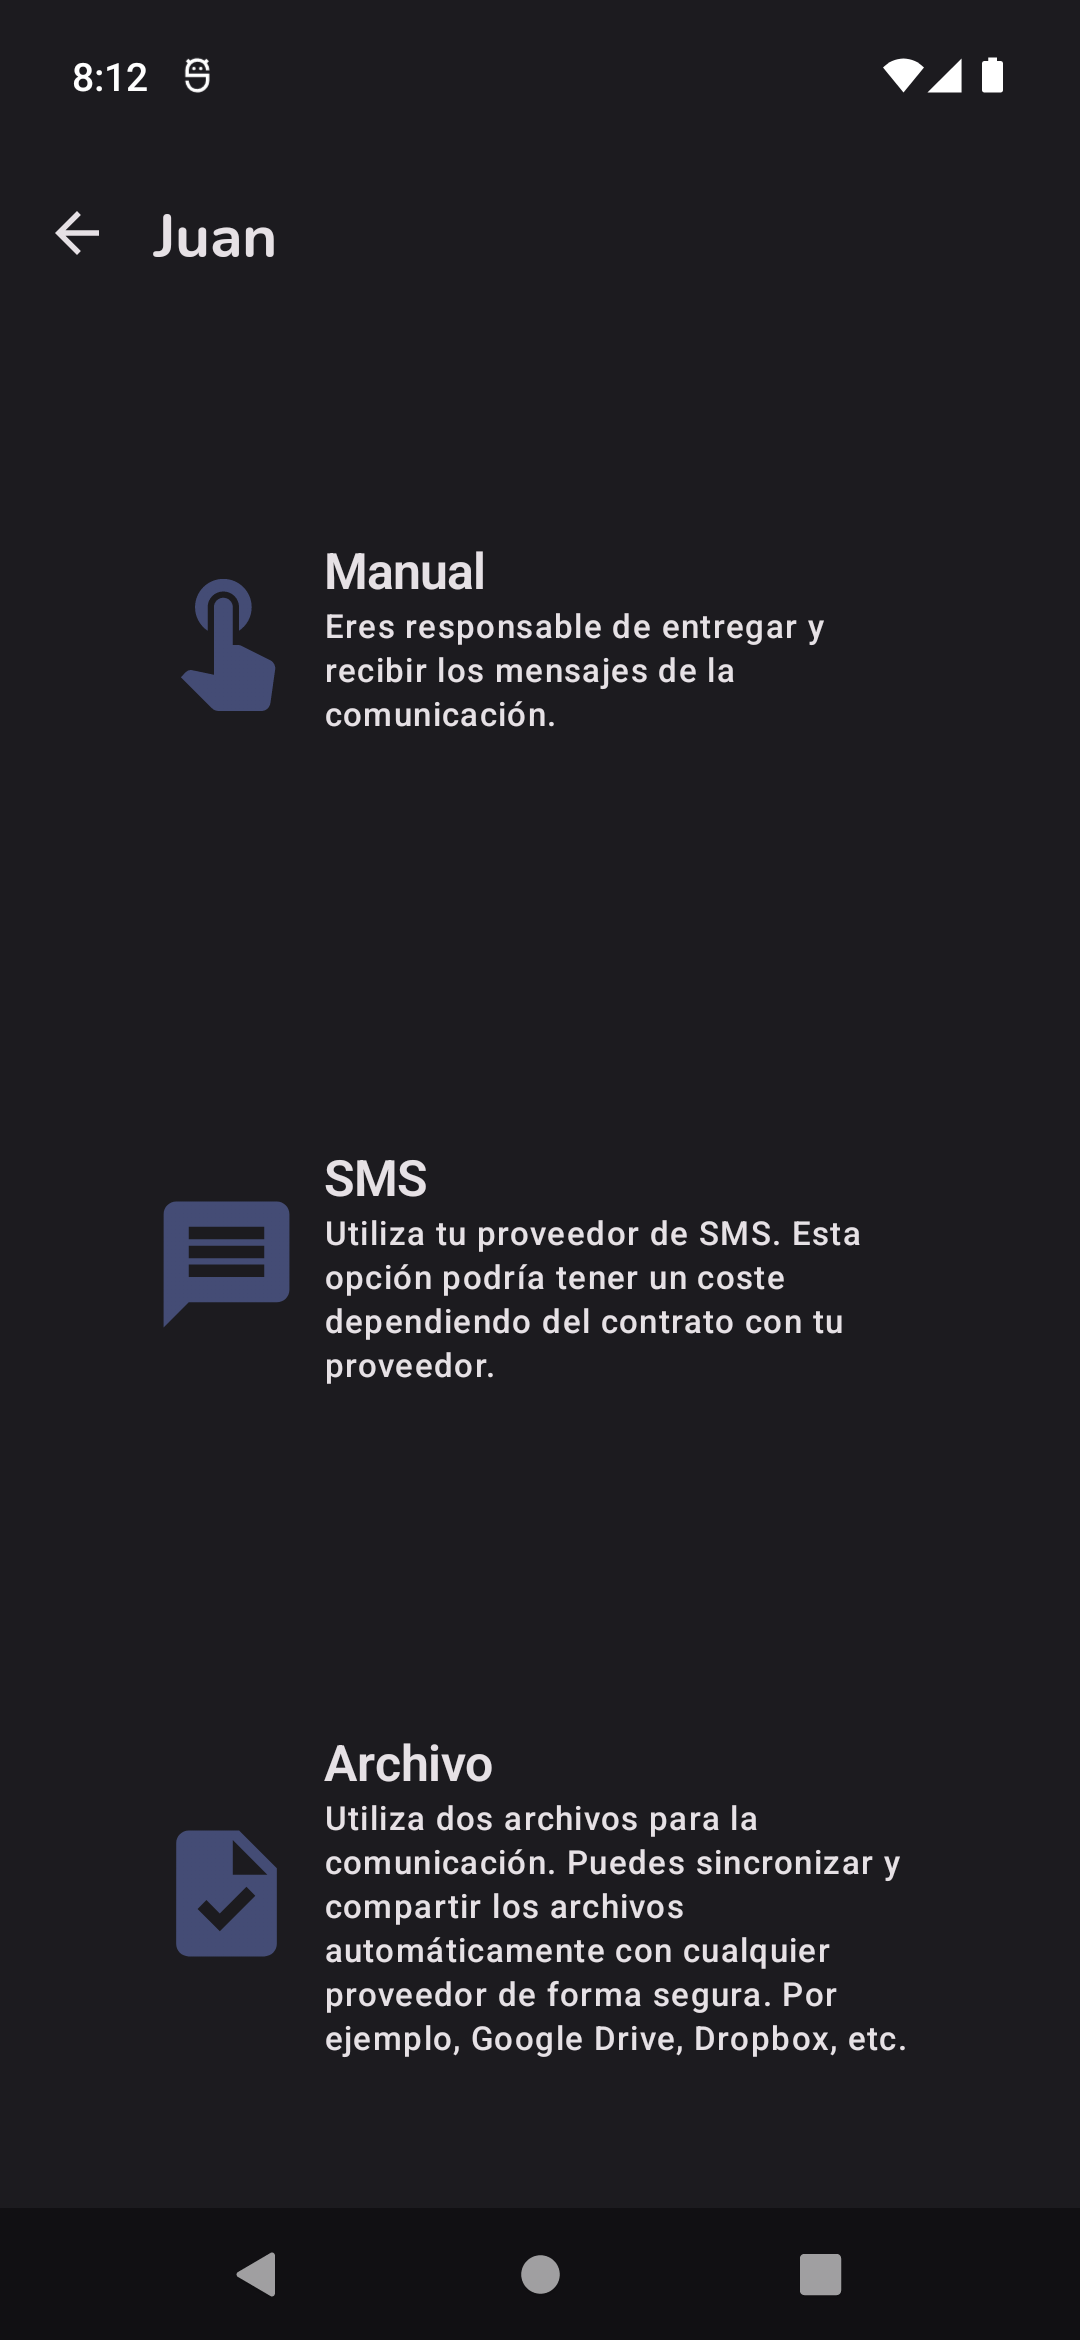 8:12
Juan
Manual
Eres responsable de entregar y
recibir los mensajes de la
comunicación.
SMS
Utiliza tu proveedor de SMS. Esta
opción podría tener un coste
dependiendo del contrato con tu
proveedor.
Archivo
Utiliza dos archivos para la
comunicación. Puedes sincronizar y
compartir los archivos
automáticamente con cualquier
proveedor de forma segura. Por
ejemplo, Google Drive, Dropbox, etc.